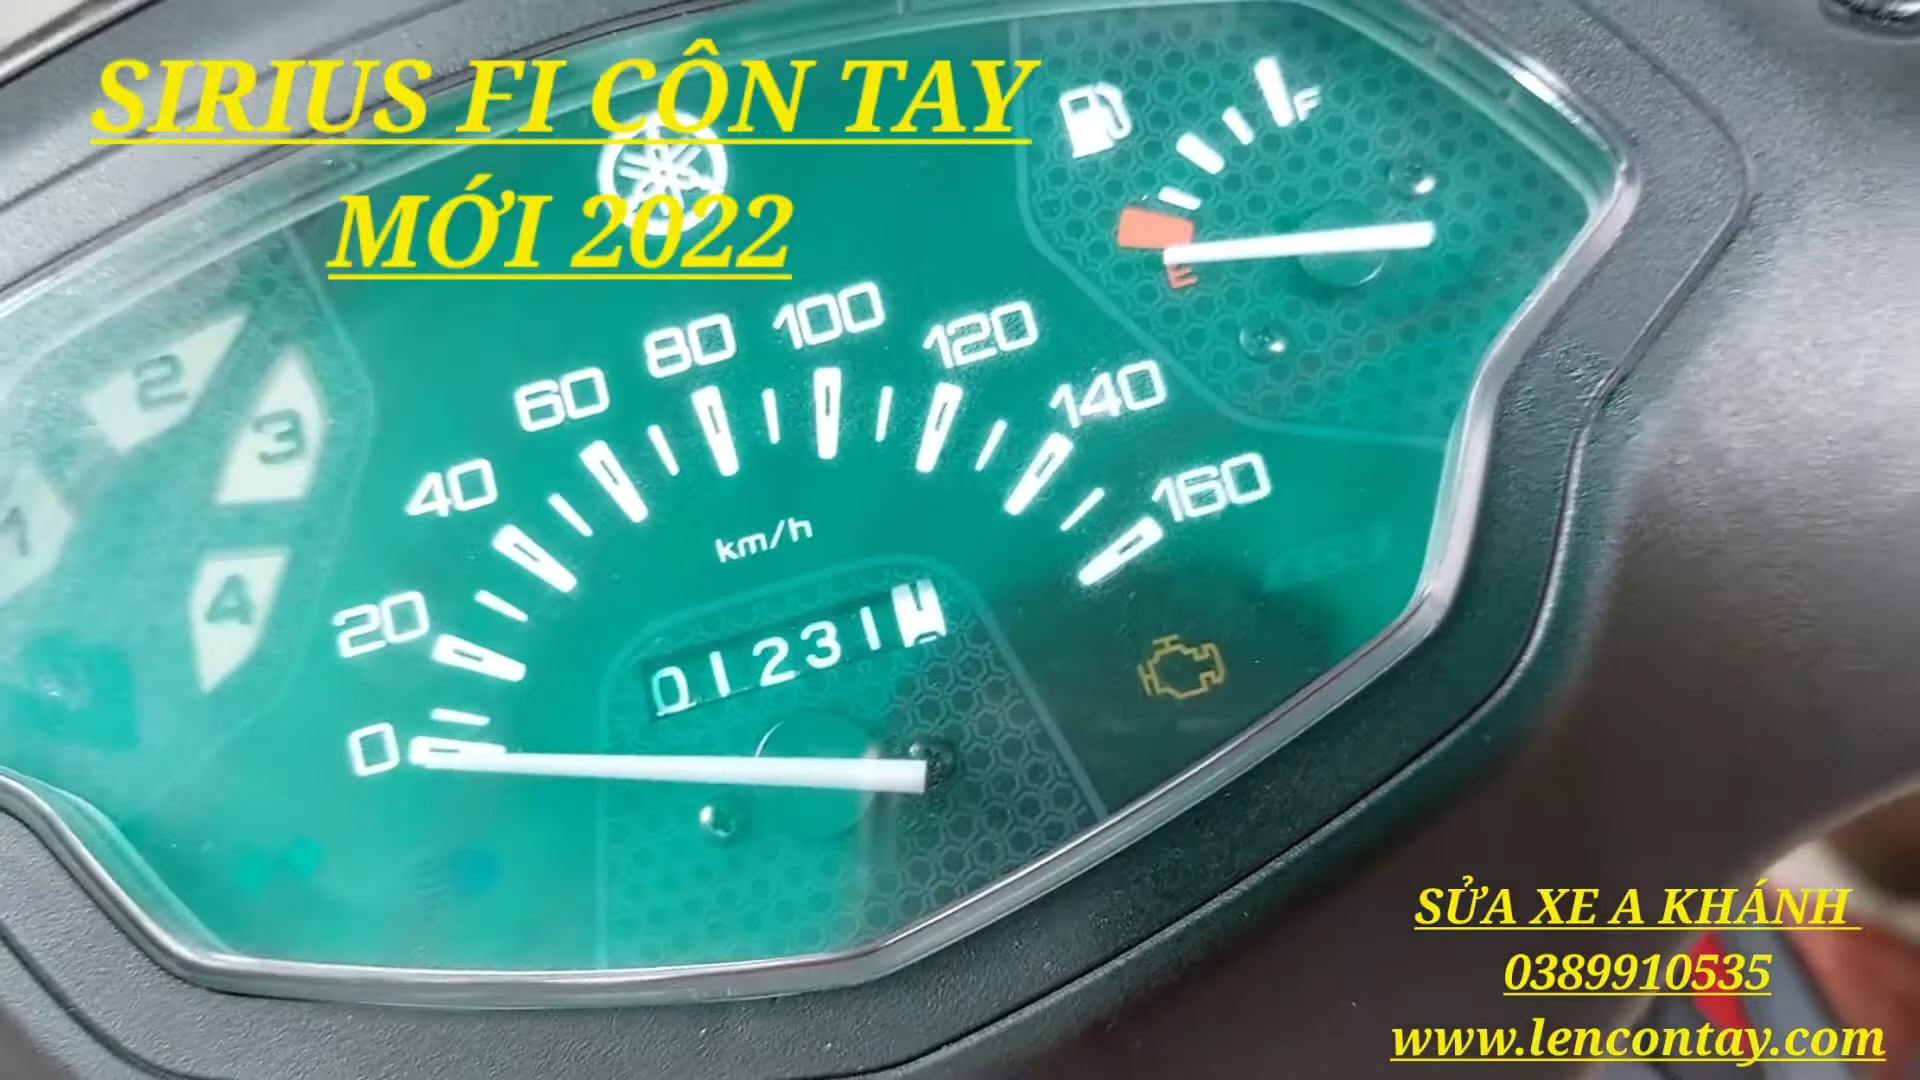 SIRIUS FI CÔN TAY
MỚI 2022
F
E
2
3
1
4
0
20
40
60
80
100
120
140
160
km/h
01231
SỬA XE A KHÁNH
0389910535
www.lencontay.com